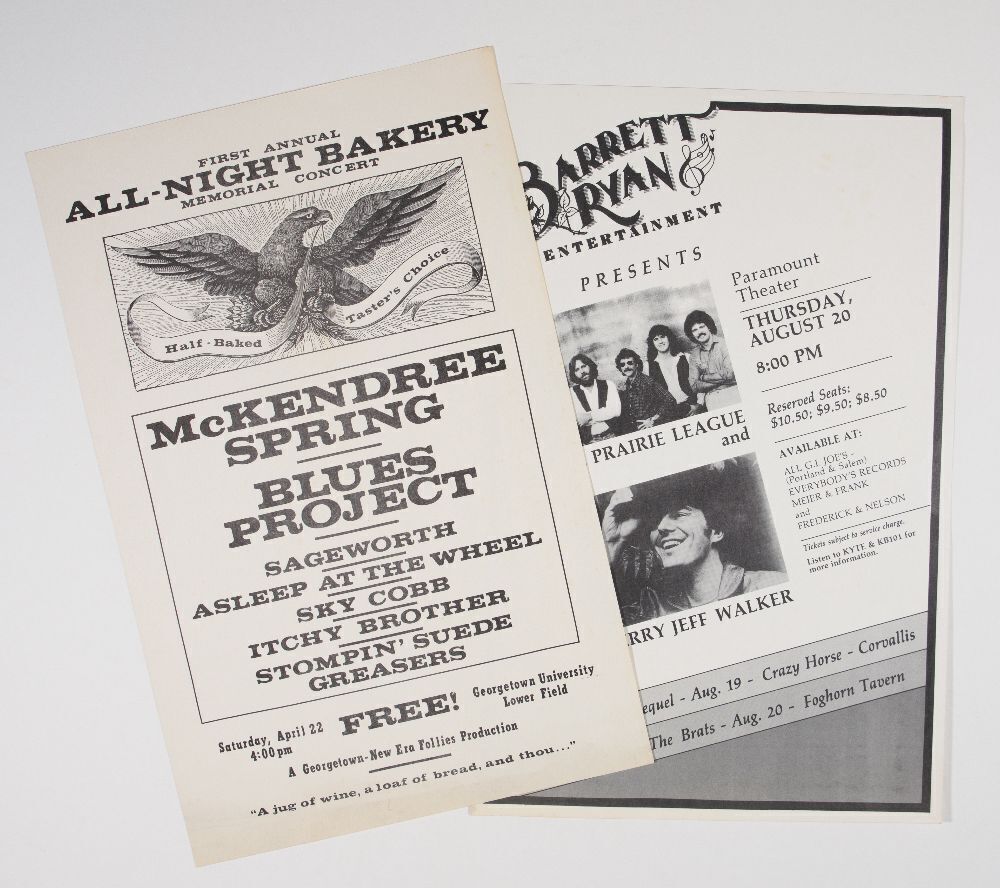 FIRST ANNUAL
ALL-NIGHT BAKERY
MEMORIAL CONCERT
Half-Baked
Taster's Choice
McKENDREE
SPRING
BLUES
PROJECT
SAGEWORTH
ASLEEP AT THE WHEEL
SKY COBB
ITCHY BROTHER
STOMPIN' SUEDE
GREASERS
Saturday, April 22
4:00 pm
FREE!
Georgetown University
Lower Field
A Georgetown-New Era Follies Production
"A jug of wine, a loaf of bread, and thou..."
BARRETT
RYAN
ENTERTAINMENT
PRESENTS
PRAIRIE LEAGUE
and
RRY JEFF WALKER
Paramount
Theater
THURSDAY,
AUGUST 20
8:00 PM
Reserved Seats:
$10.50; $9.50; $8.50
AVAILABLE AT:
ALL G.I. JOE'S -
(Portland & Salem)
EVERYBODY'S RECORDS
MEIER & FRANK
and
FREDERICK & NELSON
Tickets subject to service charge.
Listen to KYTE & KB101 for
more information.
equel - Aug. 19 - Crazy Horse - Corvallis
The Brats - Aug. 20 - Foghorn Tavern